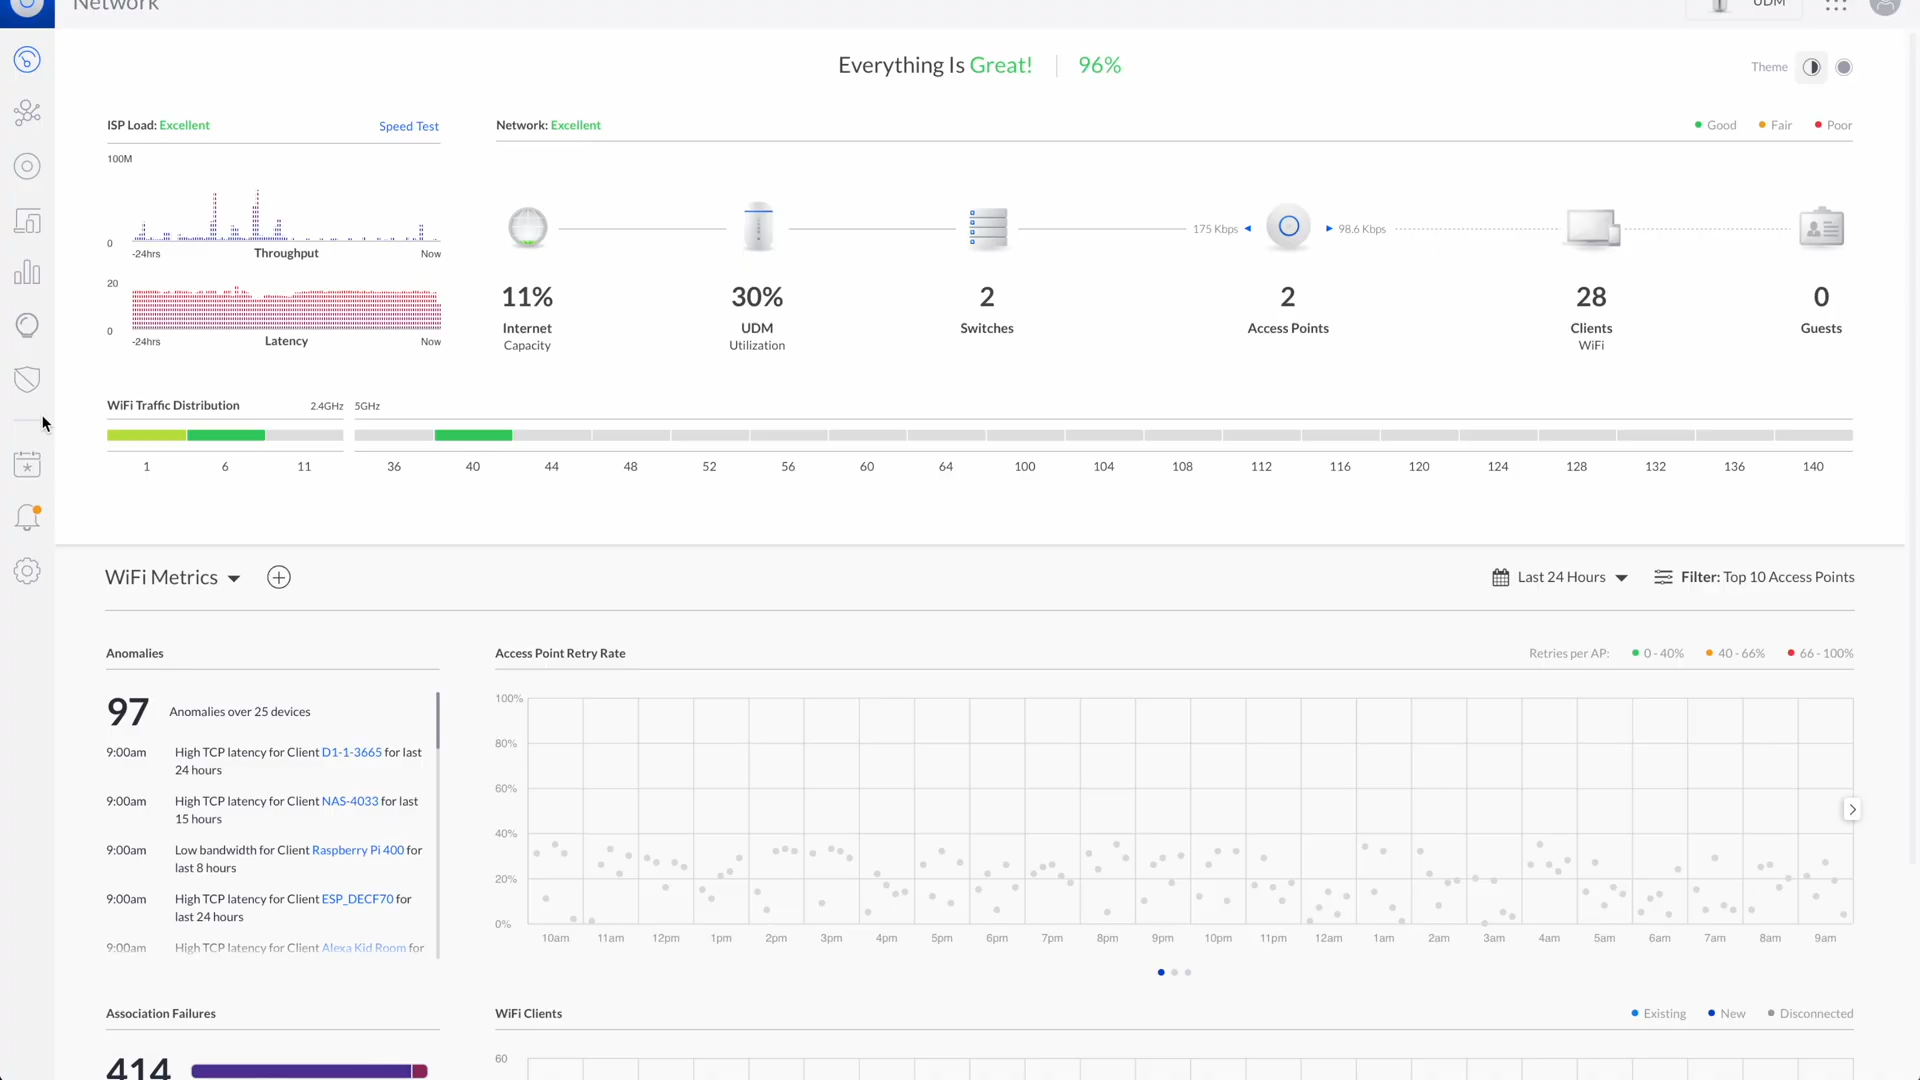 Network
UDM
Everything Is Great! 96%
Theme
ISP Load: Excellent
Speed Test
100M
0
-24hrs
Throughput
Now
20
0
-24hrs
Latency
Now
Network: Excellent
Good
Fair
Poor
175 Kbps
98.6 Kbps
11%
Internet
Capacity
30%
UDM
Utilization
2
Switches
2
Access Points
28
Clients
WiFi
0
Guests
WiFi Traffic Distribution
2.4GHz
5GHz
1 6 11 36 40 44 48 52 56 60 64 100 104 108 112 116 120 124 128 132 136 140
WiFi Metrics
Last 24 Hours
Filter: Top 10 Access Points
Anomalies
97 Anomalies over 25 devices
9:00am High TCP latency for Client D1-1-3665 for last
24 hours
9:00am High TCP latency for Client NAS-4033 for last
15 hours
9:00am Low bandwidth for Client Raspberry Pi 400 for
last 8 hours
9:00am High TCP latency for Client ESP_DECF70 for
last 24 hours
9:00am High TCP latency for Client Alexa Kid Room for
Access Point Retry Rate
Retries per AP: 0 - 40% 40 - 66% 66 - 100%
100%
80%
60%
40%
20%
0%
10am 11am 12pm 1pm 2pm 3pm 4pm 5pm 6pm 7pm 8pm 9pm 10pm 11pm 12am 1am 2am 3am 4am 5am 6am 7am 8am 9am
Association Failures
414
WiFi Clients
Existing New Disconnected
60